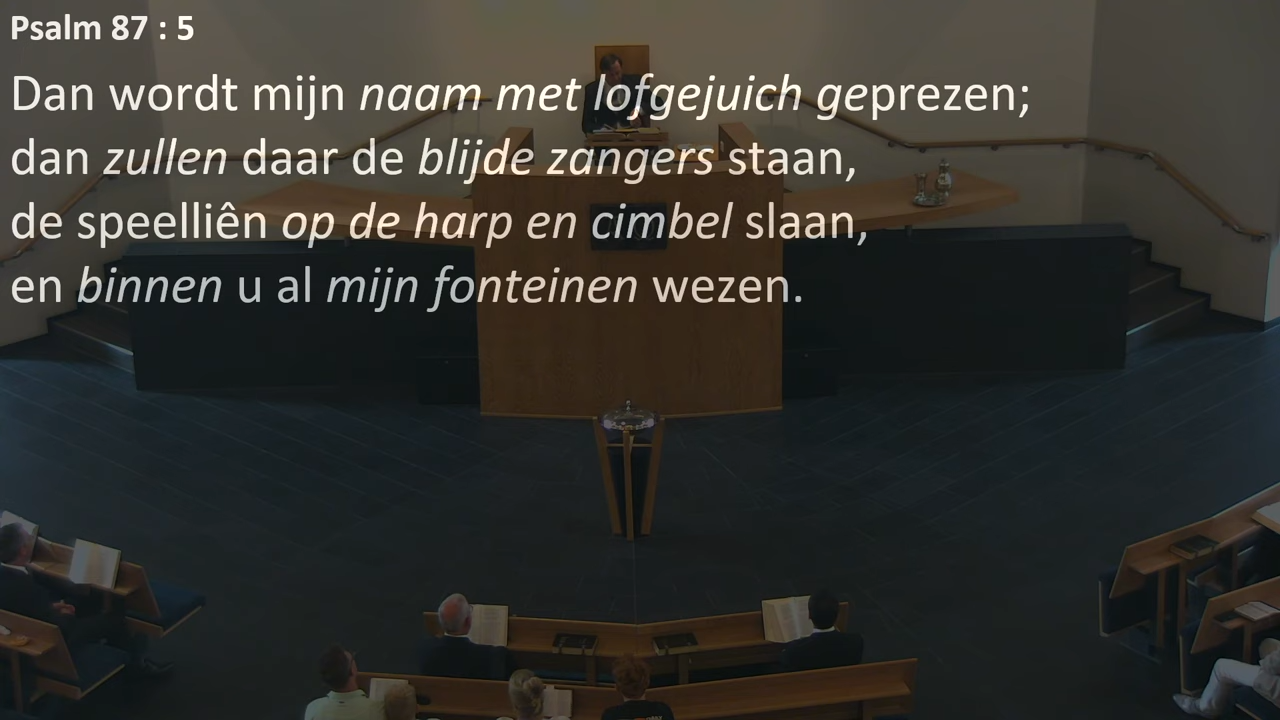 Psalm 87 : 5
Dan wordt mijn naam met lofgejuich geprezen;
dan zullen daar de blijde zangers staan,
de speelliên op de harp en cimbel slaan,
en binnen u al mijn fonteinen wezen.